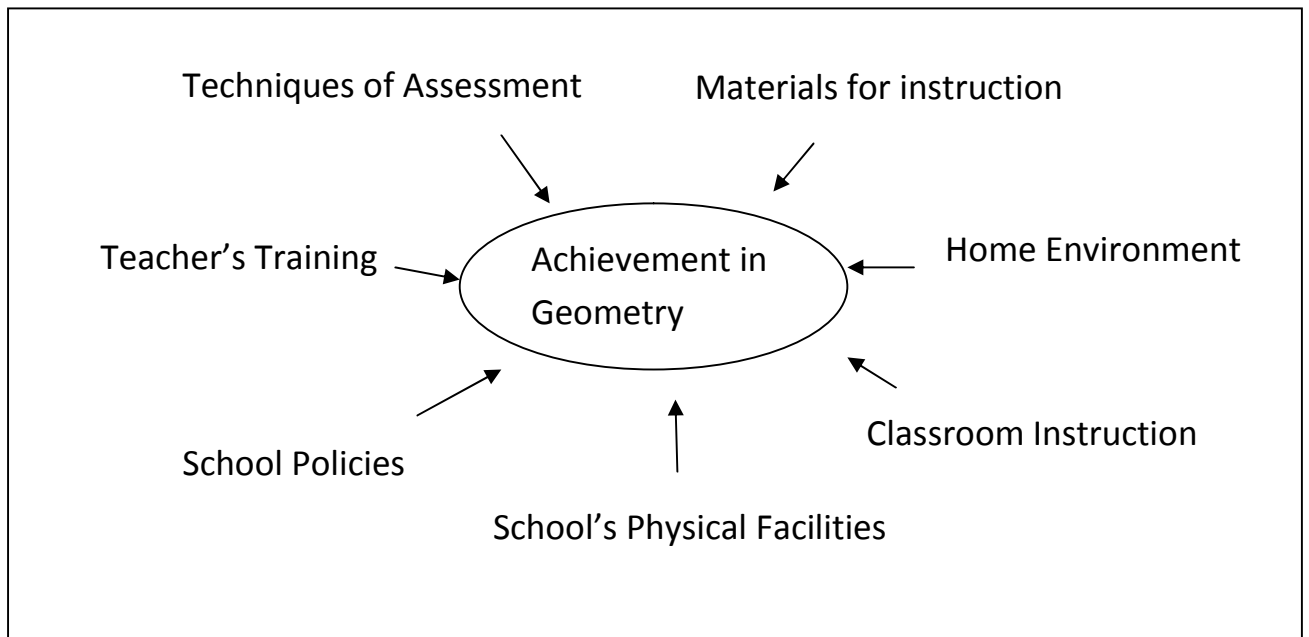 Techniques of Assessment
Materials for instruction
Teacher’s Training
Achievement in
Geometry
Home Environment
School Policies
Classroom Instruction
School’s Physical Facilities